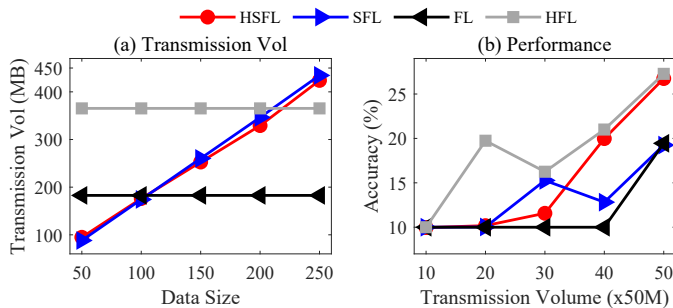 HSFL SFL FL HFL
(a) Transmission Vol
450
400
300
200
100
Transmission Vol (MB)
50 100 150 200 250
Data Size
(b) Performance
25
20
15
10
Accuracy (%)
10 20 30 40 50
Transmission Volume (x50M)